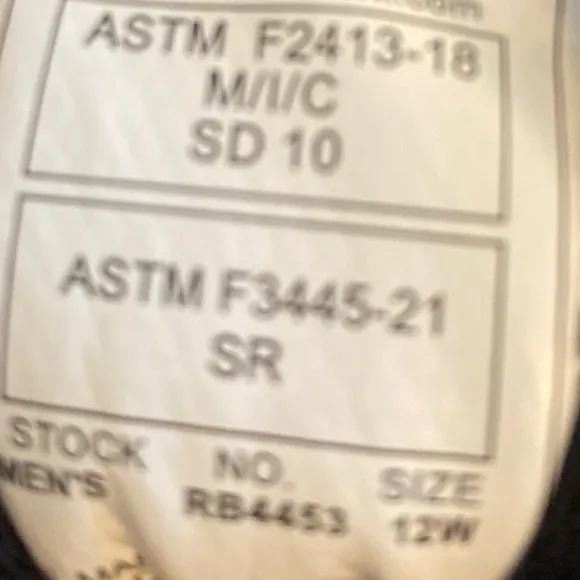 ASTM F2413-18
M/I/C
SD 10
ASTM F3445-21
SR
STOCK NO. SIZE
MEN'S RB4453 12W